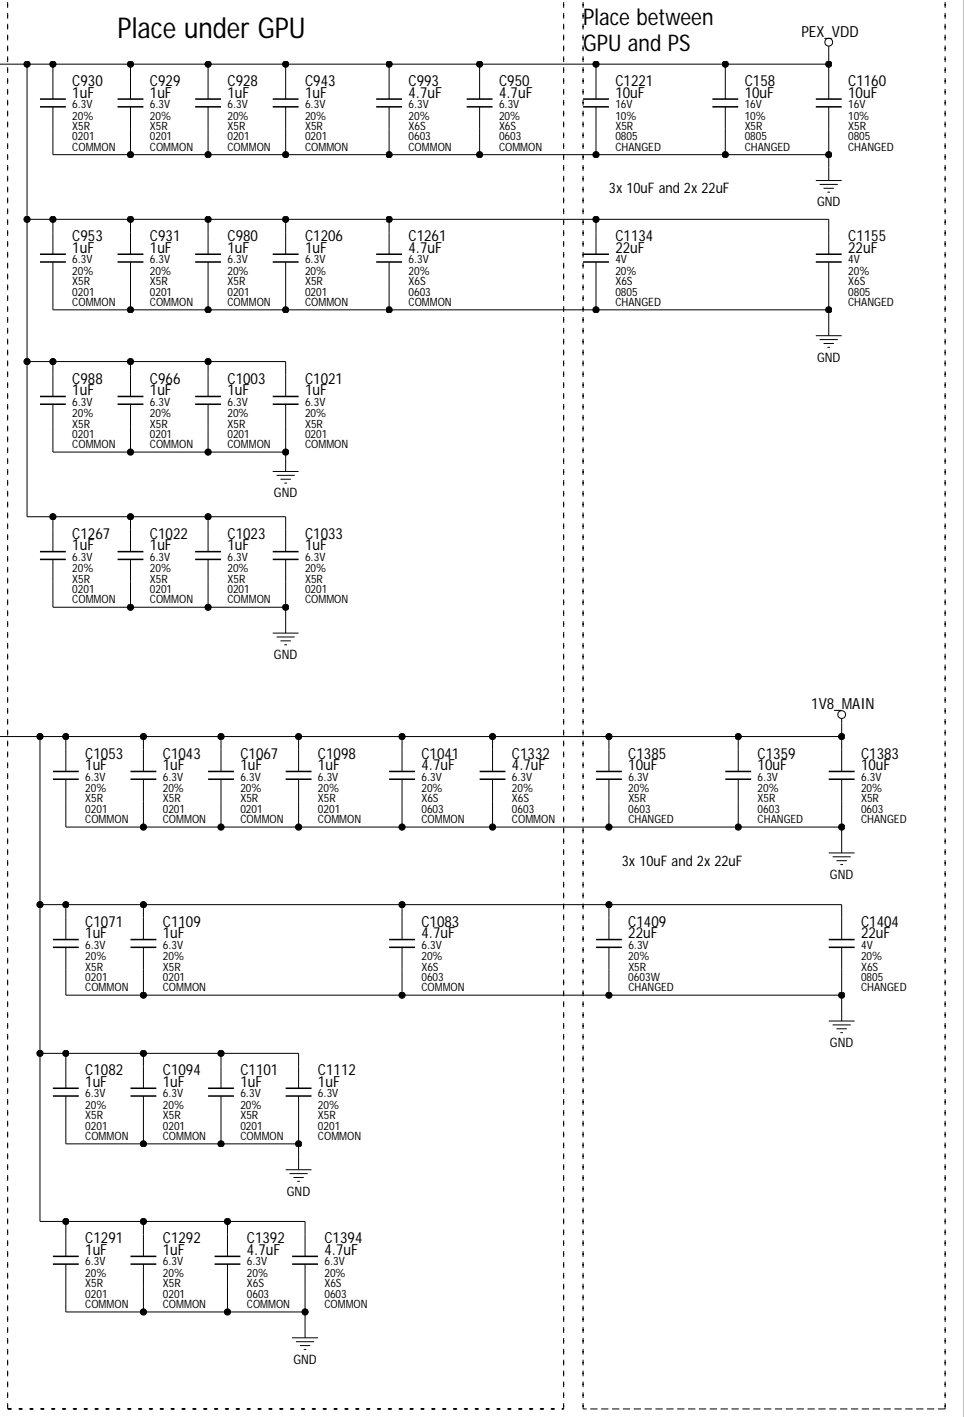 Place under GPU
Place between
GPU and PS
PEX_VDD
C930
1uF
6.3V
20%
X5R
0201
COMMON
C929
1uF
6.3V
20%
X5R
0201
COMMON
C928
1uF
6.3V
20%
X5R
0201
COMMON
C943
1uF
6.3V
20%
X5R
0201
COMMON
C993
4.7uF
6.3V
20%
X6S
0603
COMMON
C950
4.7uF
6.3V
20%
X6S
0603
COMMON
C1221
10uF
16V
10%
X5R
0805
CHANGED
C158
10uF
16V
10%
X5R
0805
CHANGED
C1160
10uF
16V
10%
X5R
0805
CHANGED
3x 10uF and 2x 22uF
GND
C953
1uF
6.3V
20%
X5R
0201
COMMON
C931
1uF
6.3V
20%
X5R
0201
COMMON
C980
1uF
6.3V
20%
X5R
0201
COMMON
C1206
1uF
6.3V
20%
X5R
0201
COMMON
C1261
4.7uF
6.3V
20%
X6S
0603
COMMON
C1134
22uF
4V
20%
X6S
0805
CHANGED
C1155
22uF
4V
20%
X6S
0805
CHANGED
GND
C988
1uF
6.3V
20%
X5R
0201
COMMON
C966
1uF
6.3V
20%
X5R
0201
COMMON
C1003
1uF
6.3V
20%
X5R
0201
COMMON
C1021
1uF
6.3V
20%
X5R
0201
COMMON
GND
C1267
1uF
6.3V
20%
X5R
0201
COMMON
C1022
1uF
6.3V
20%
X5R
0201
COMMON
C1023
1uF
6.3V
20%
X5R
0201
COMMON
C1033
1uF
6.3V
20%
X5R
0201
COMMON
GND
1V8_MAIN
C1053
1uF
6.3V
20%
X5R
0201
COMMON
C1043
1uF
6.3V
20%
X5R
0201
COMMON
C1067
1uF
6.3V
20%
X5R
0201
COMMON
C1098
1uF
6.3V
20%
X5R
0201
COMMON
C1041
4.7uF
6.3V
20%
X6S
0603
COMMON
C1332
4.7uF
6.3V
20%
X6S
0603
COMMON
C1385
10uF
6.3V
20%
X5R
0603
CHANGED
C1359
10uF
6.3V
20%
X5R
0603
CHANGED
C1383
10uF
6.3V
20%
X5R
0603
CHANGED
3x 10uF and 2x 22uF
GND
C1071
1uF
6.3V
20%
X5R
0201
COMMON
C1109
1uF
6.3V
20%
X5R
0201
COMMON
C1083
4.7uF
6.3V
20%
X6S
0603
COMMON
C1409
22uF
6.3V
20%
X5R
0603W
CHANGED
C1404
22uF
4V
20%
X6S
0805
CHANGED
GND
C1082
1uF
6.3V
20%
X5R
0201
COMMON
C1094
1uF
6.3V
20%
X5R
0201
COMMON
C1101
1uF
6.3V
20%
X5R
0201
COMMON
C1112
1uF
6.3V
20%
X5R
0201
COMMON
GND
C1291
1uF
6.3V
20%
X5R
0201
COMMON
C1292
1uF
6.3V
20%
X5R
0201
COMMON
C1392
4.7uF
6.3V
20%
X6S
0603
COMMON
C1394
4.7uF
6.3V
20%
X6S
0603
COMMON
GND